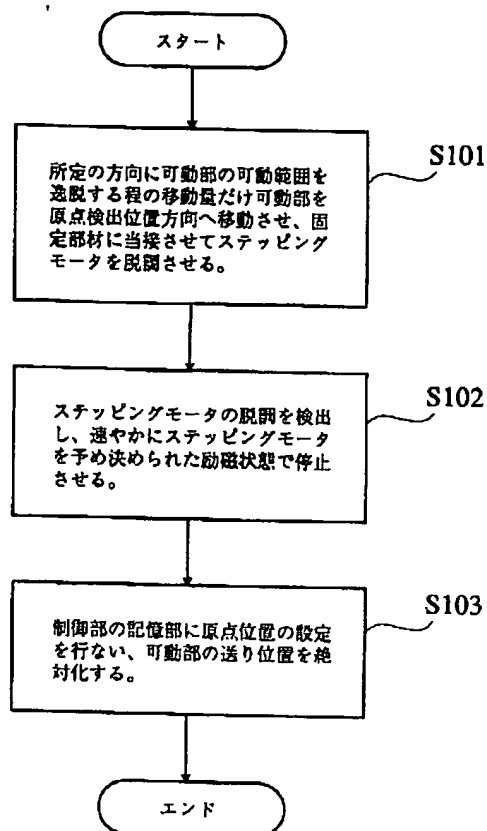 スタート
所定の方向に可動部の可動範囲を
逸脱する程の移動量だけ可動部を
原点検出位置方向へ移動させ、固
定部材に当接させてステッピング
モータを脱調させる。
S101
ステッピングモータの脱調を検出
し、速やかにステッピングモータ
を予め決められた励磁状態で停止
させる。
S102
制御部の記憶部に原点位置の設定
を行ない、可動部の送り位置を絶
対化する。
S103
エンド